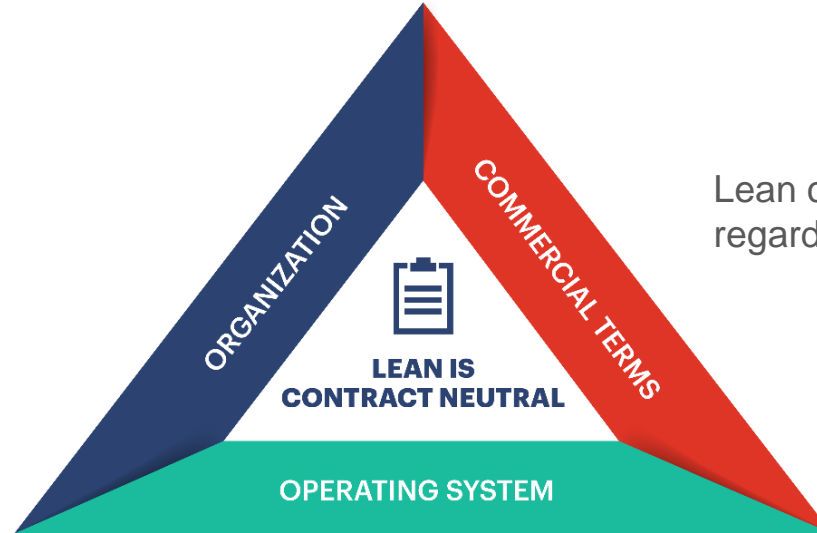 ORGANIZATION
COMMERCIAL TERMS
Lean
regard
LEAN IS
CONTRACT NEUTRAL
OPERATING SYSTEM